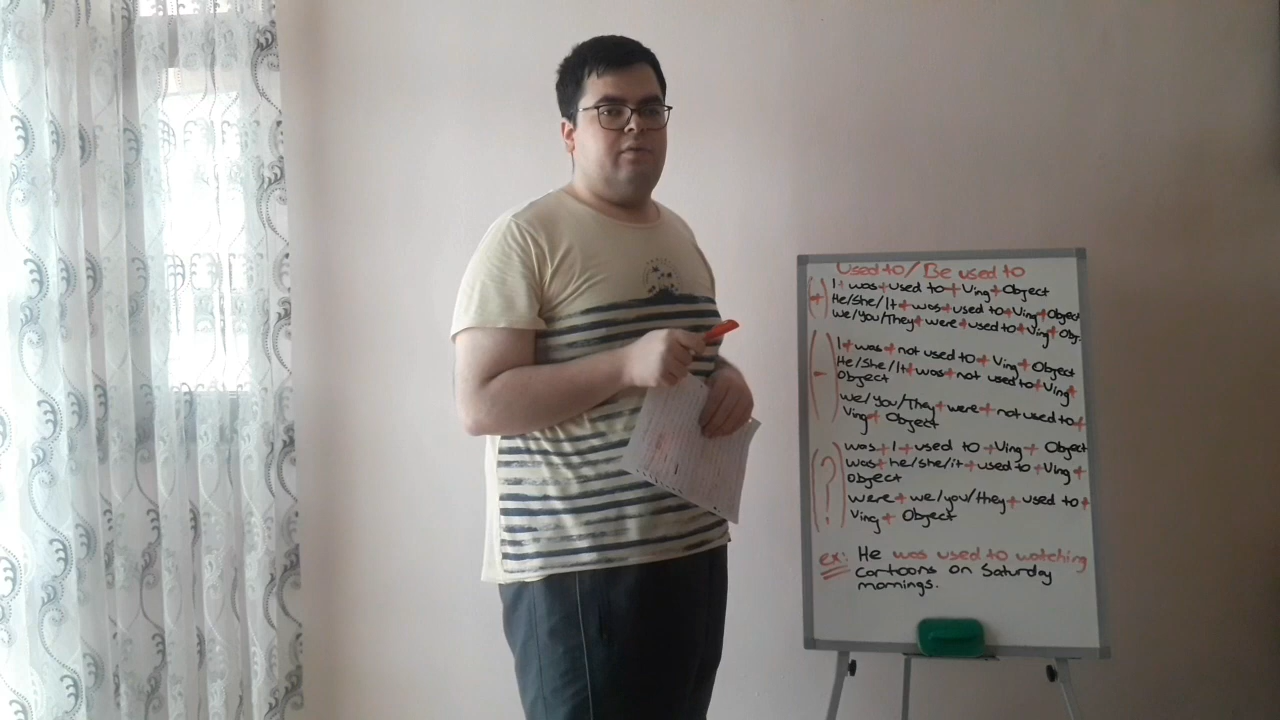 Used to/ Be used to
(+) I + was + used to + Ving + Object
He/She/It + was + used to + Ving + Object
We/You/They + were + used to + Ving + Obj.
(-) I + was + not used to + Ving + Object
He/She/It + was + not used to + Ving +
Object
we/you/They + were + not used to +
Ving + Object
(?) was + I + used to + Ving + Object
was + he/she/it + used to + Ving +
object
were + we/you/they + used to +
Ving + Object
ex: He was used to watching
cartoons on Saturday
mornings.